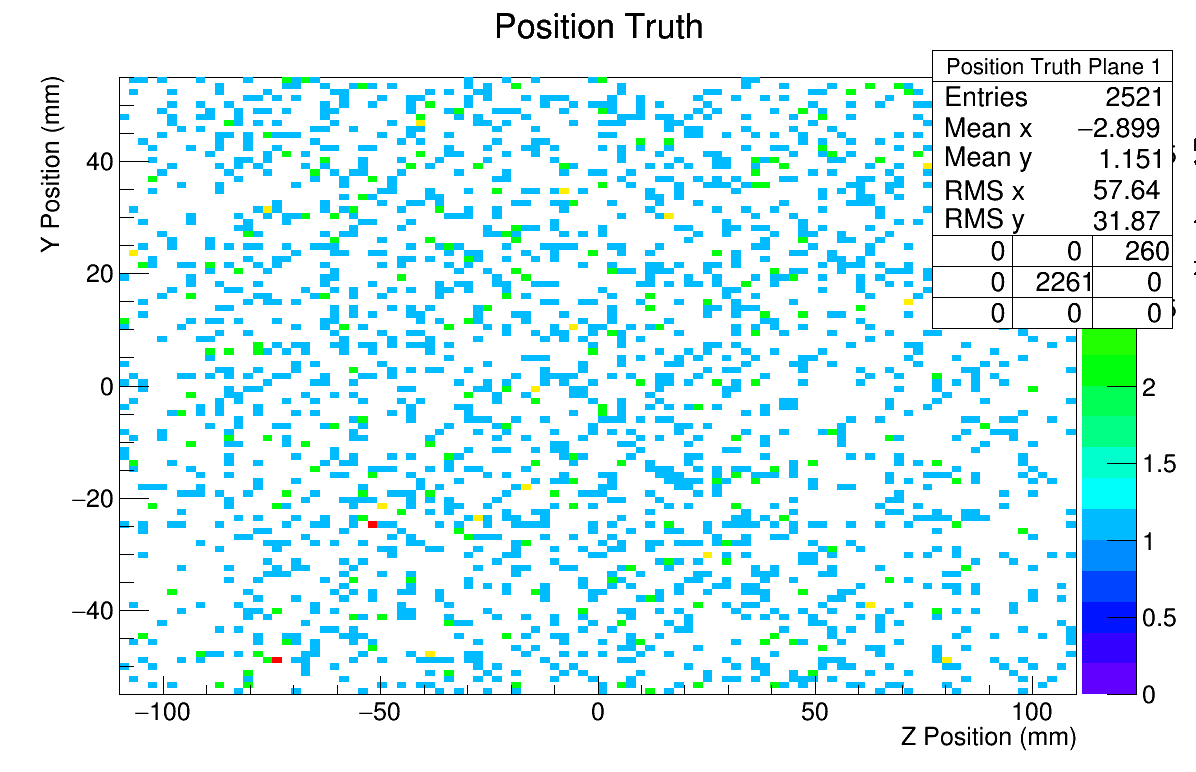 Position Truth
Y Position (mm)
Position Truth Plane 1
Entries 2521
Mean x −2.899
Mean y 1.151
RMS x 57.64
RMS y 31.87
0 0 260
0 2261 0
0 0 0
40
20
0
−20
−40
2
1.5
1
0.5
0
−100 −50 0 50 100
Z Position (mm)